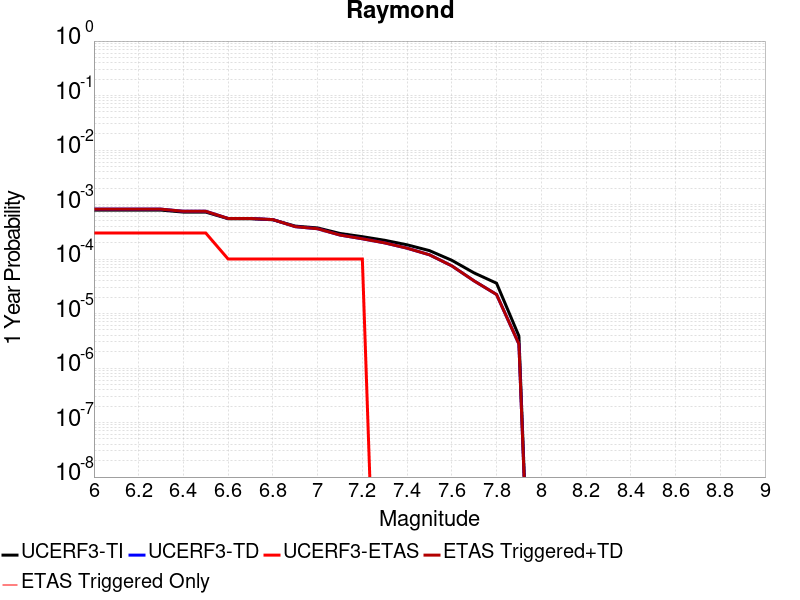 Raymond
10^0
10^-1
10^-2
10^-3
10^-4
10^-5
10^-6
10^-7
10^-8
1 Year Probability
6 6.2 6.4 6.6 6.8 7 7.2 7.4 7.6 7.8 8 8.2 8.4 8.6 8.8 9
Magnitude
UCERF3-TI UCERF3-TD UCERF3-ETAS ETAS Triggered+TD
ETAS Triggered Only